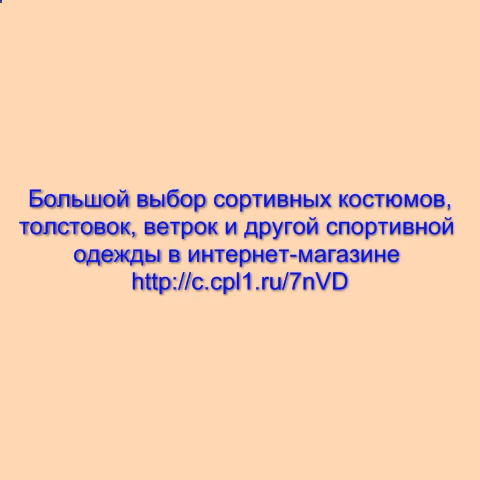 Большой выбор сортивных костюмов,
толстовок, ветрок и другой спортивной
одежды в интернет-магазине
http://c.cpl1.ru/7nVD